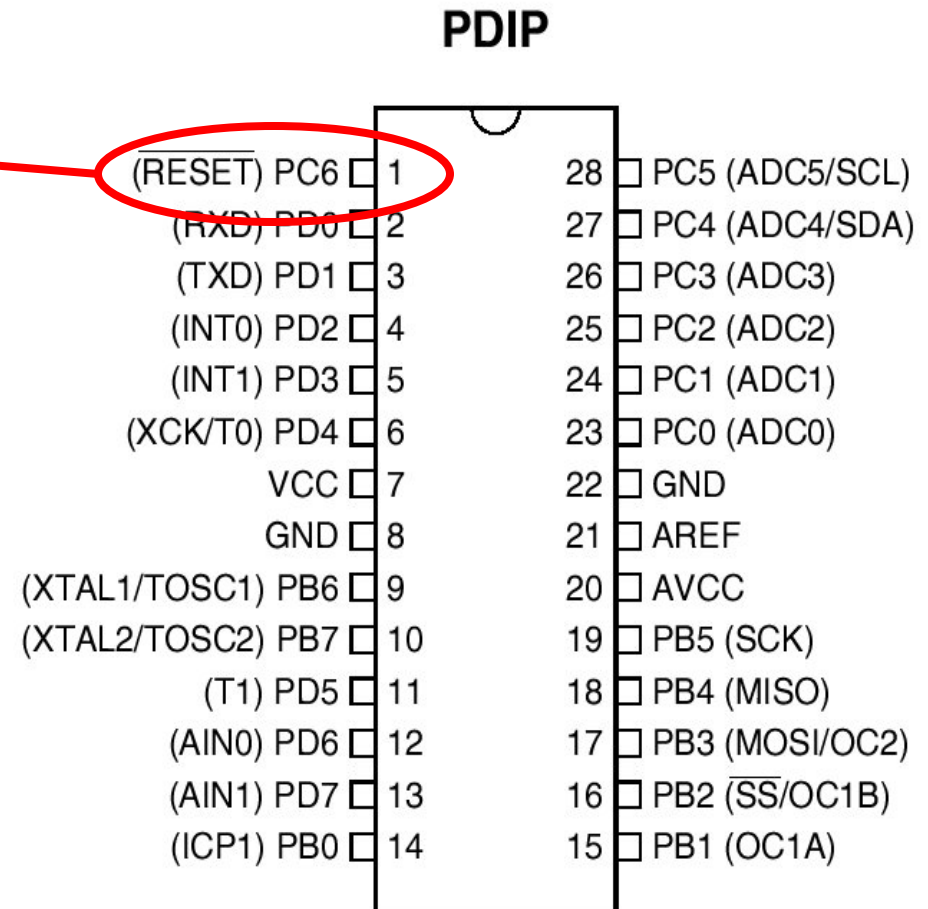 PDIP
(RESET) PC6 1 28 PC5 (ADC5/SCL)
(RXD) PD0 2 27 PC4 (ADC4/SDA)
(TXD) PD1 3 26 PC3 (ADC3)
(INT0) PD2 4 25 PC2 (ADC2)
(INT1) PD3 5 24 PC1 (ADC1)
(XCK/T0) PD4 6 23 PC0 (ADC0)
VCC 7 22 GND
GND 8 21 AREF
(XTAL1/TOSC1) PB6 9 20 AVCC
(XTAL2/TOSC2) PB7 10 19 PB5 (SCK)
(T1) PD5 11 18 PB4 (MISO)
(AIN0) PD6 12 17 PB3 (MOSI/OC2)
(AIN1) PD7 13 16 PB2 (SS/OC1B)
(ICP1) PB0 14 15 PB1 (OC1A)